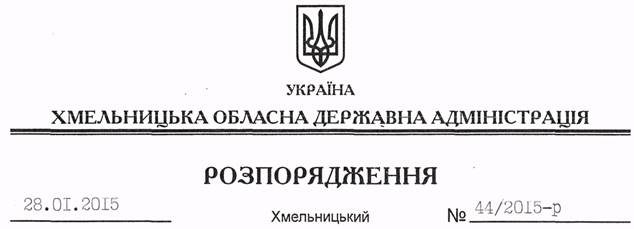 УКРАЇНА
ХМЕЛЬНИЦЬКА ОБЛАСНА ДЕРЖАВНА АДМІНІСТРАЦІЯ
РОЗПОРЯДЖЕННЯ
28.01.2015 Хмельницький № 44/2015-р